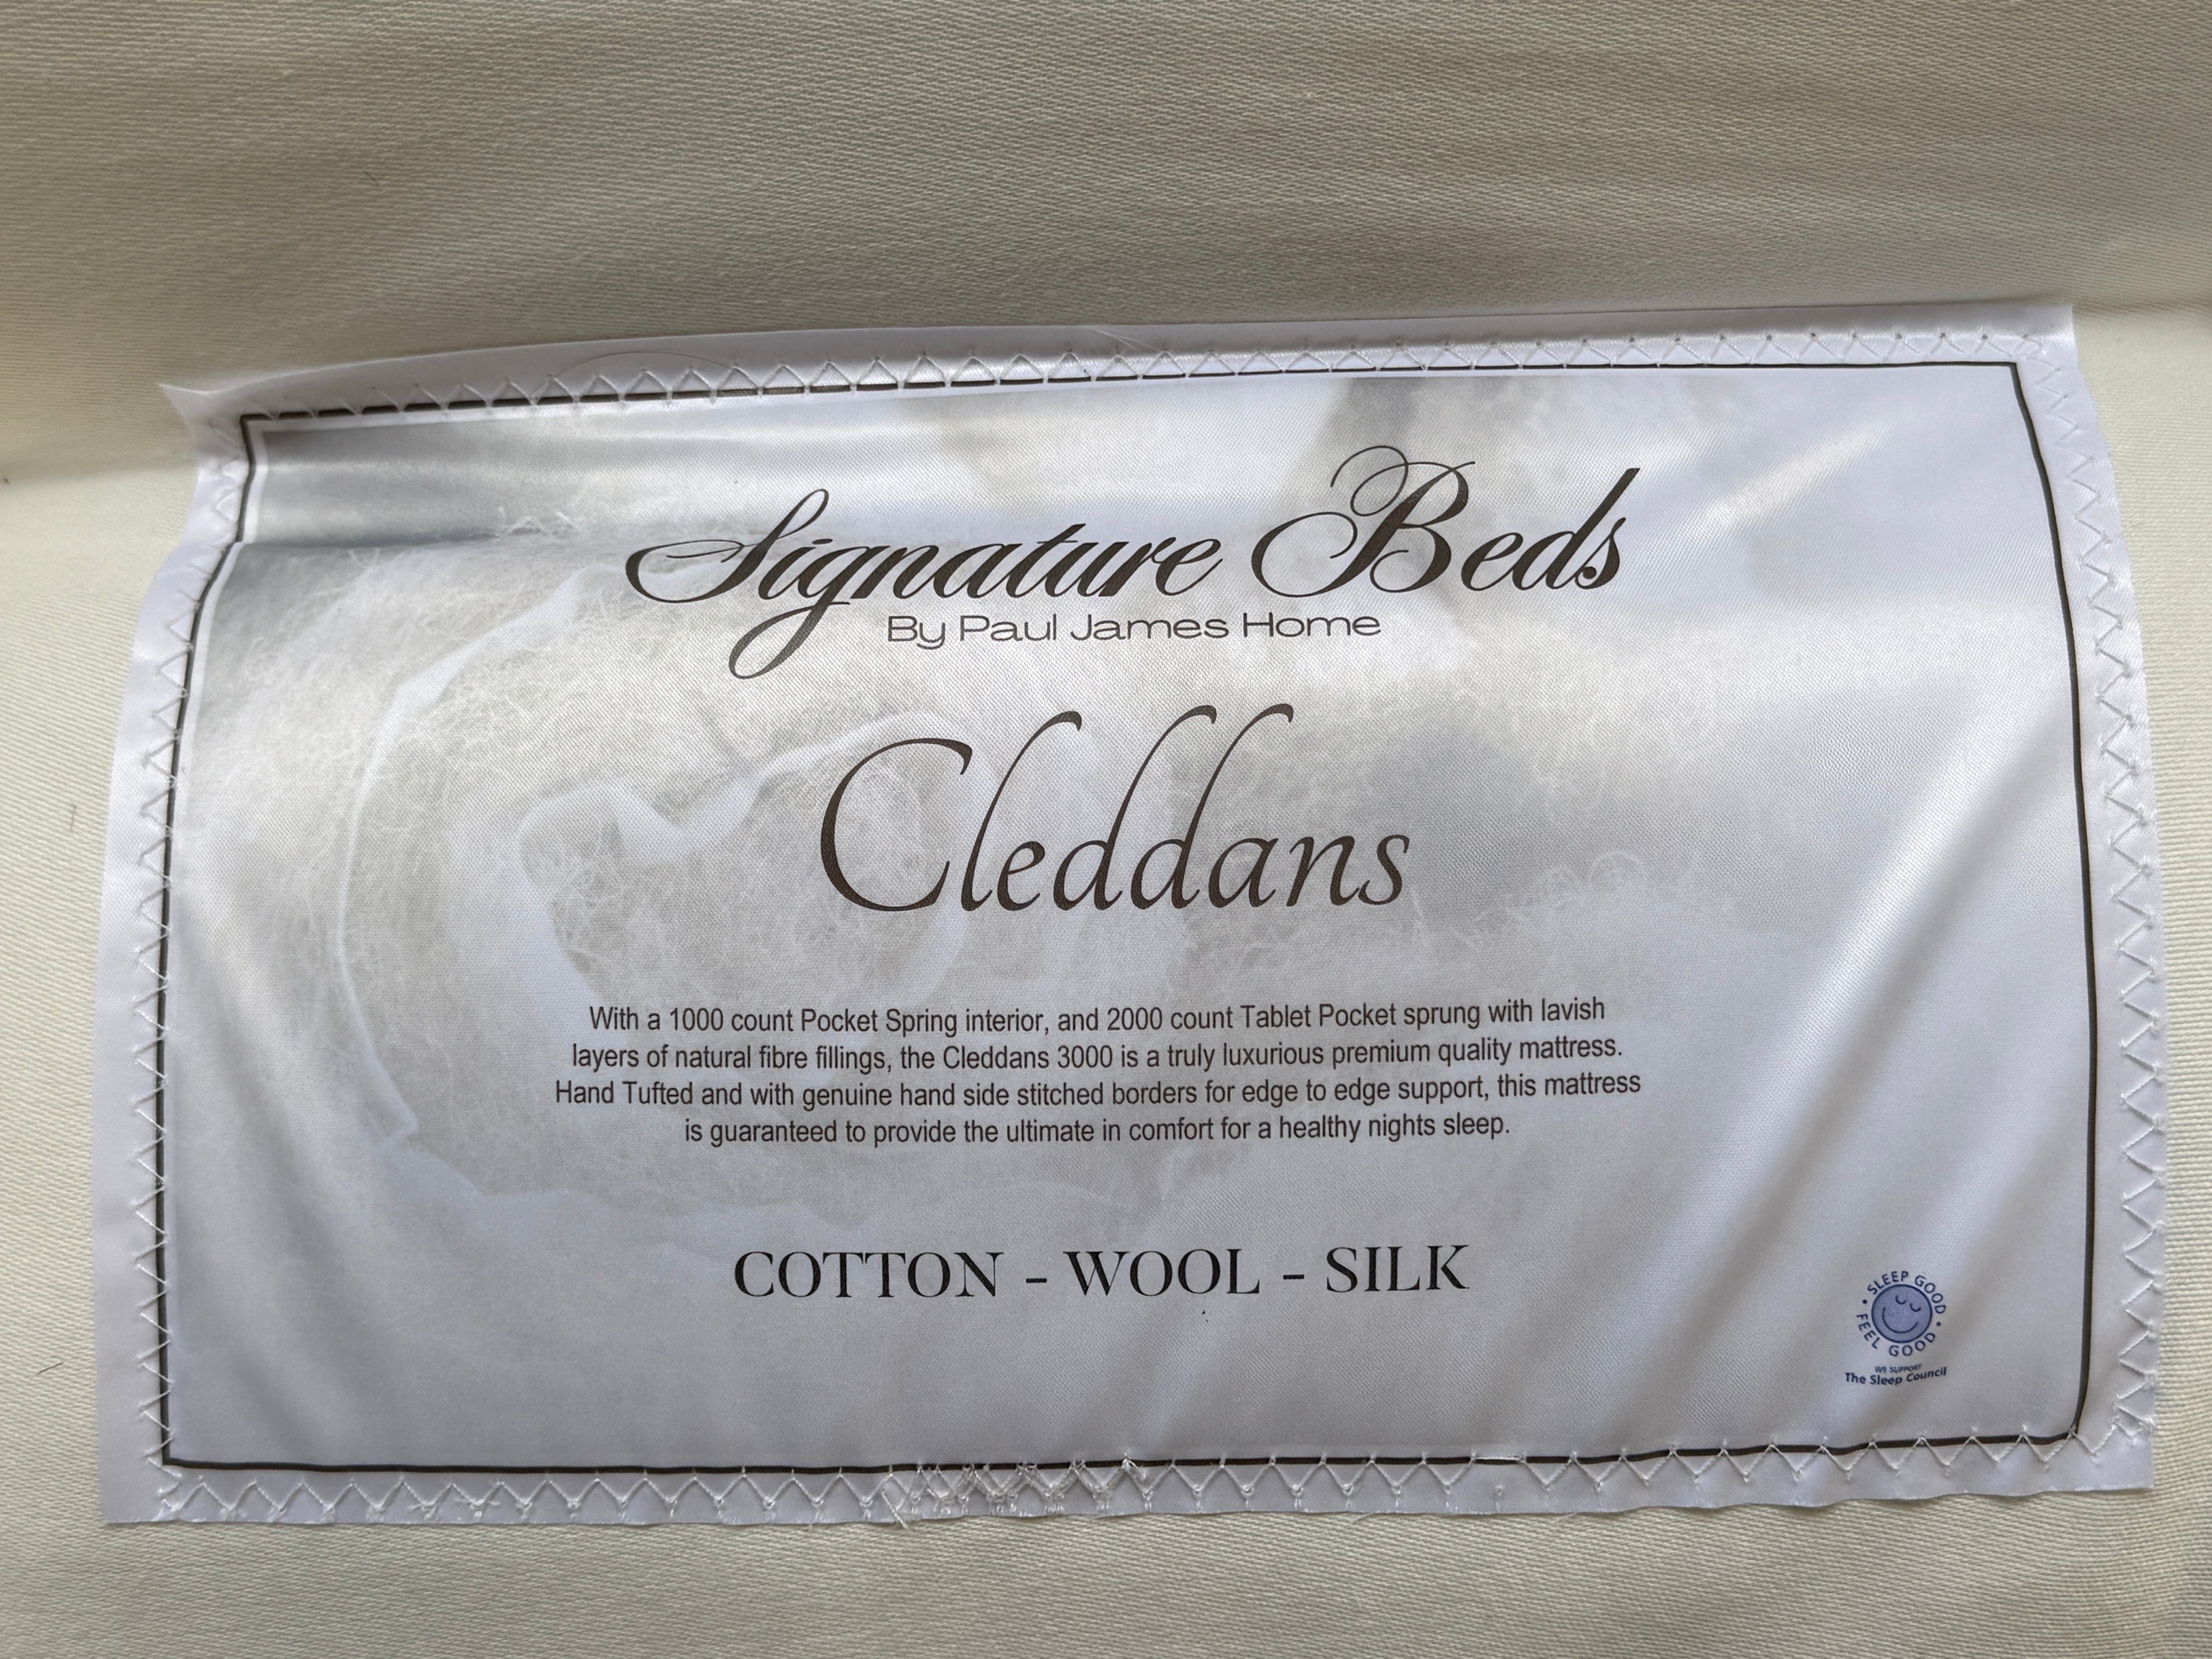 Signature Beds
By Paul James Home
Cleddans
With a 1000 count Pocket Spring interior, and 2000 count Tablet Pocket sprung with lavish
layers of natural fibre fillings, the Cleddans 3000 is a truly luxurious premium quality mattress.
Hand Tufted and with genuine hand side stitched borders for edge to edge support, this mattress
is guaranteed to provide the ultimate in comfort for a healthy nights sleep.
COTTON - WOOL - SILK
• SLEEP GOOD •
FEEL GOOD
WE SUPPORT
The Sleep Council